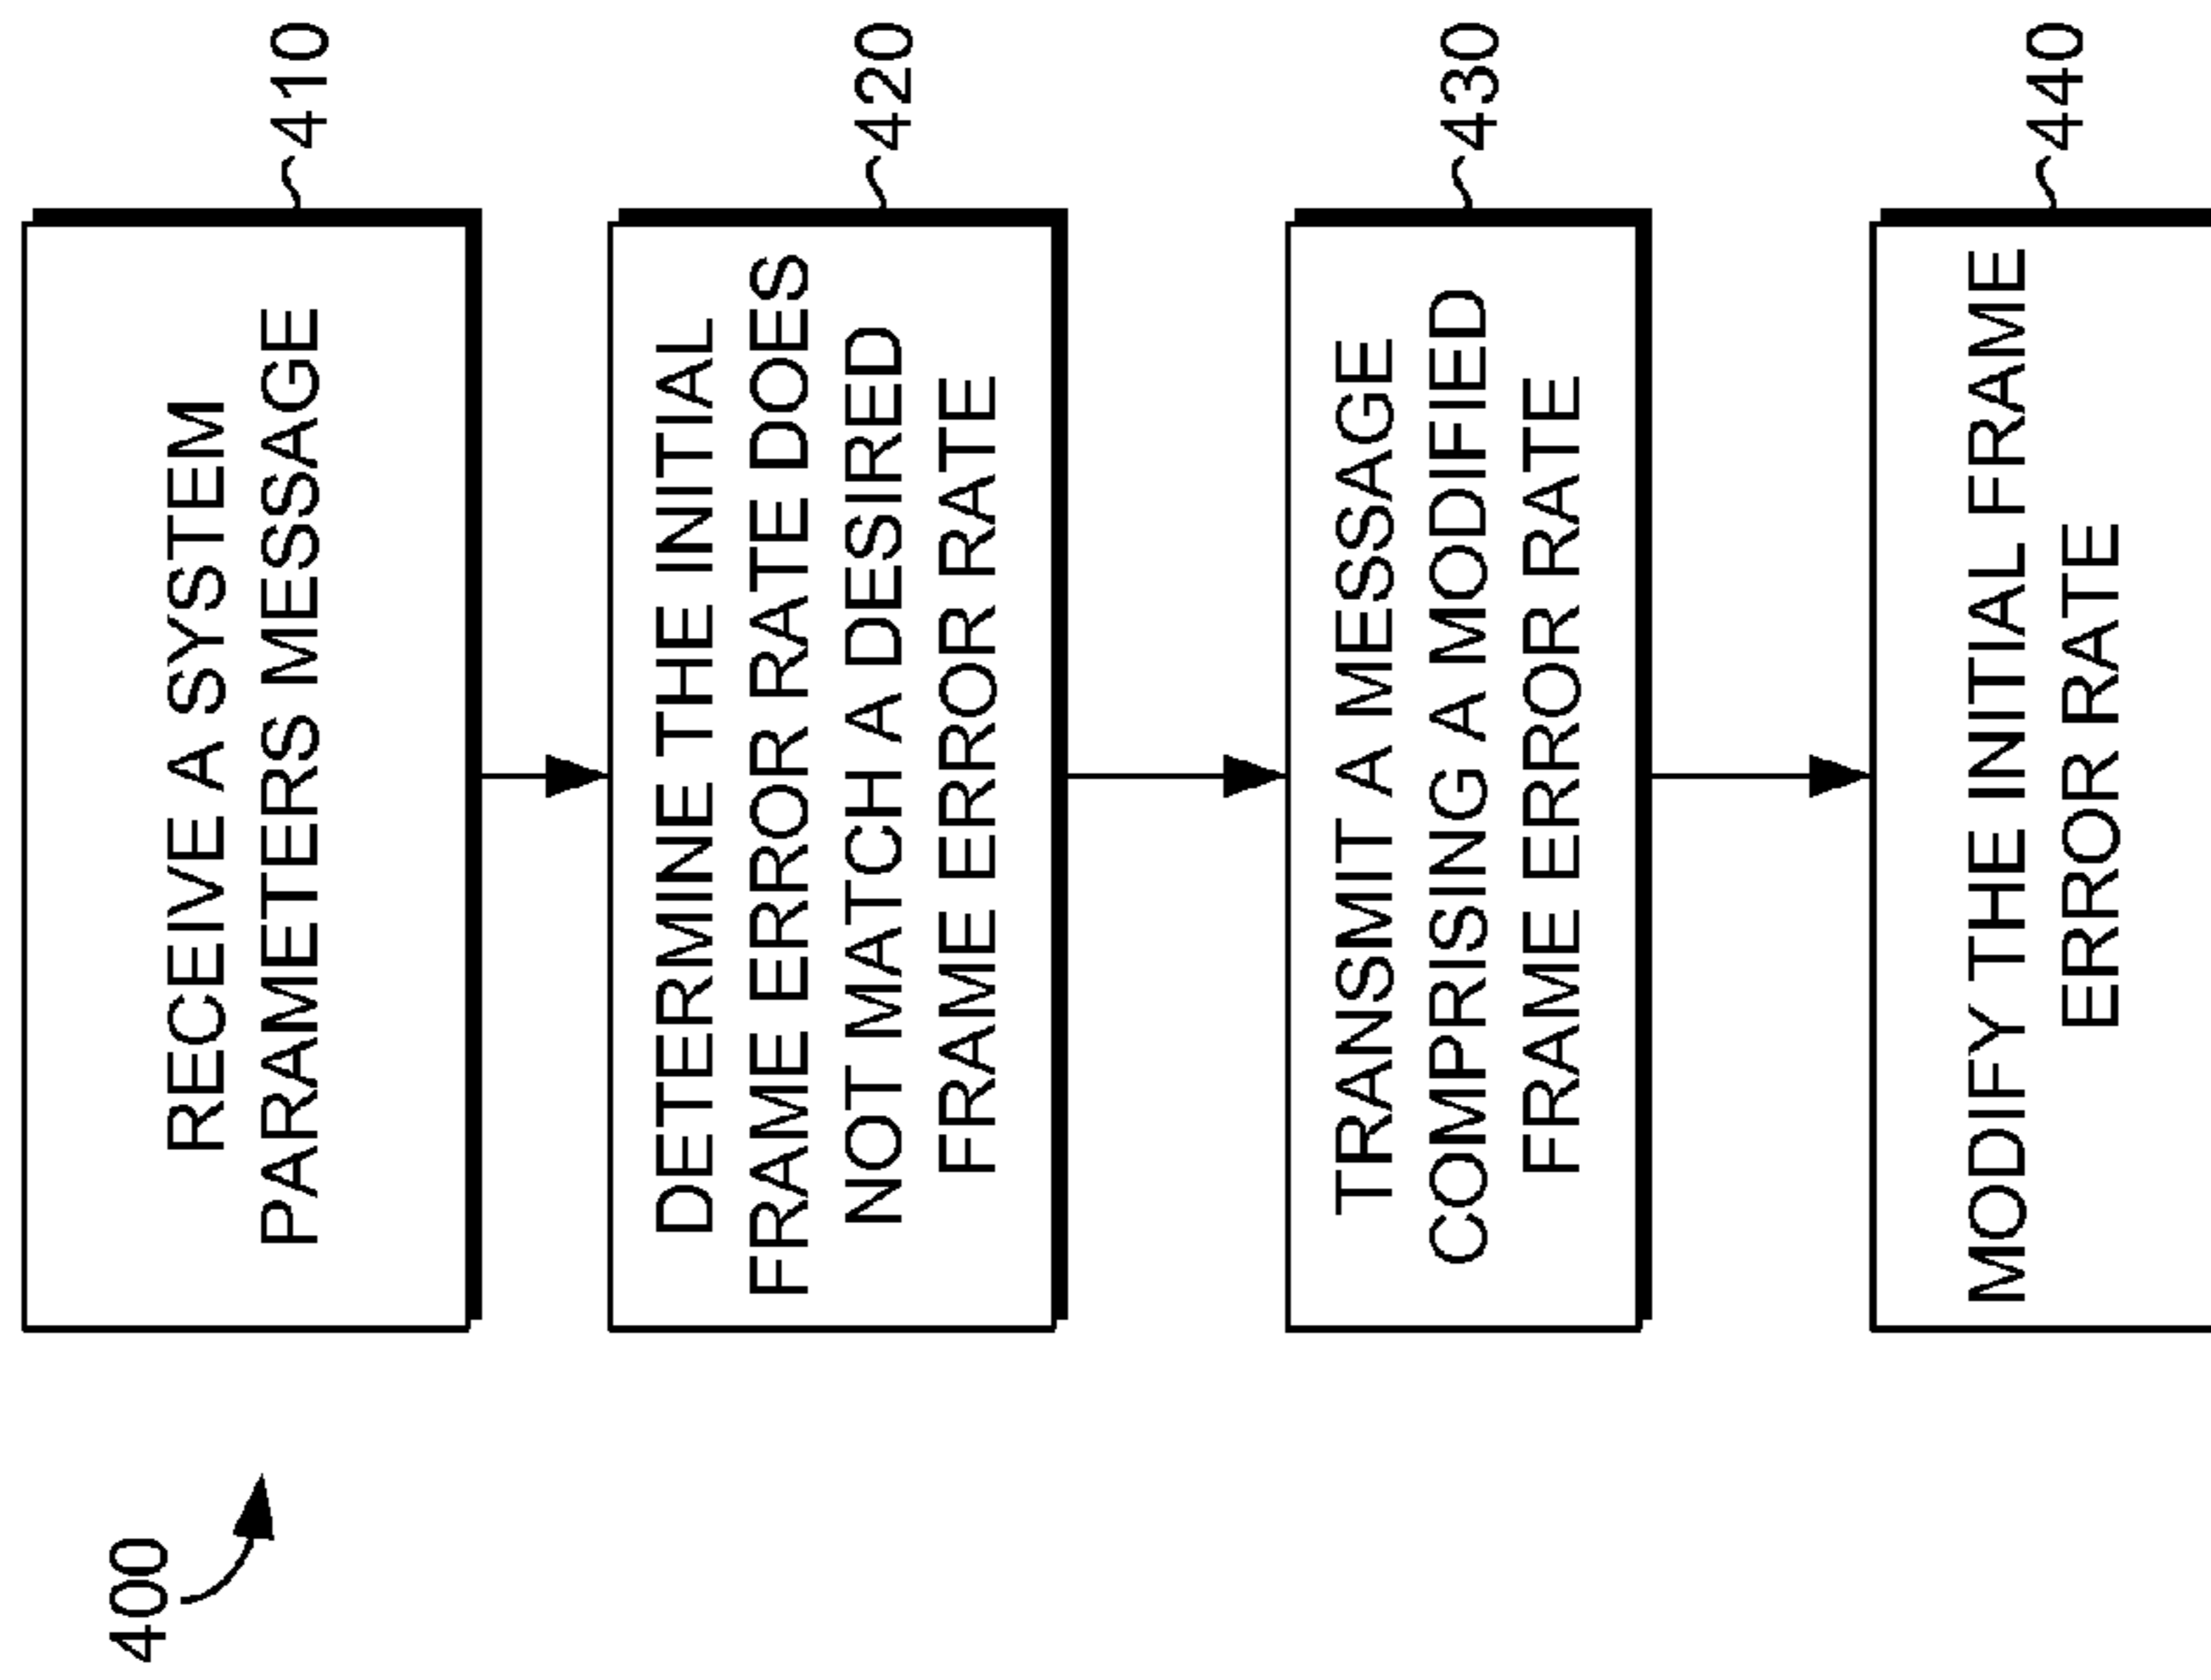 400
RECEIVE A SYSTEM
PARAMETERS MESSAGE
410
DETERMINE THE INITIAL
FRAME ERROR RATE DOES
NOT MATCH A DESIRED
FRAME ERROR RATE
420
TRANSMIT A MESSAGE
COMPRISING A MODIFIED
FRAME ERROR RATE
430
MODIFY THE INITIAL FRAME
ERROR RATE
440